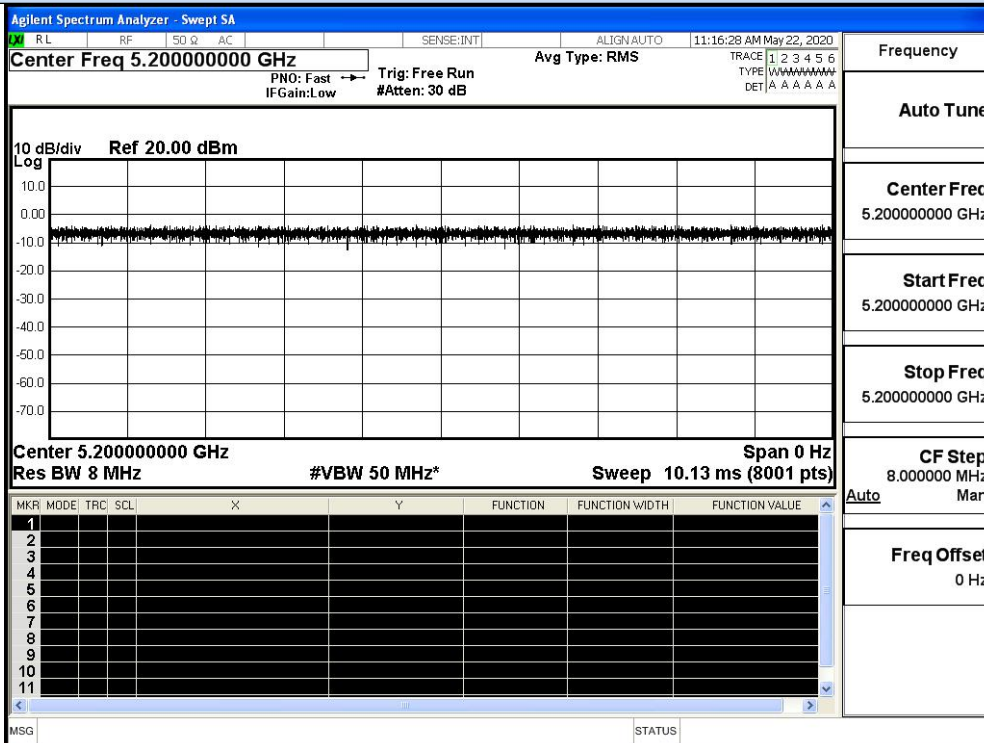 Agilent Spectrum Analyzer - Swept SA
LXI RL RF 50 Ω AC SENSE:INT ALIGNAUTO 11:16:28 AM May 22, 2020
Center Freq 5.200000000 GHz Avg Type: RMS TRACE 1 2 3 4 5 6
PNO: Fast Trig: Free Run TYPE WWWWWW
IFGain:Low #Atten: 30 dB DET A A A A A A
10 dB/div Ref 20.00 dBm
Log
10.0
0.00
-10.0
-20.0
-30.0
-40.0
-50.0
-60.0
-70.0
Center 5.200000000 GHz Span 0 Hz
Res BW 8 MHz #VBW 50 MHz* Sweep 10.13 ms (8001 pts)
MKR MODE TRC SCL X Y FUNCTION FUNCTION WIDTH FUNCTION VALUE
1
2
3
4
5
6
7
8
9
10
11
MSG STATUS
Frequency
Auto Tune
Center Freq
5.200000000 GHz
Start Freq
5.200000000 GHz
Stop Freq
5.200000000 GHz
CF Step
8.000000 MHz
Auto Man
Freq Offset
0 Hz